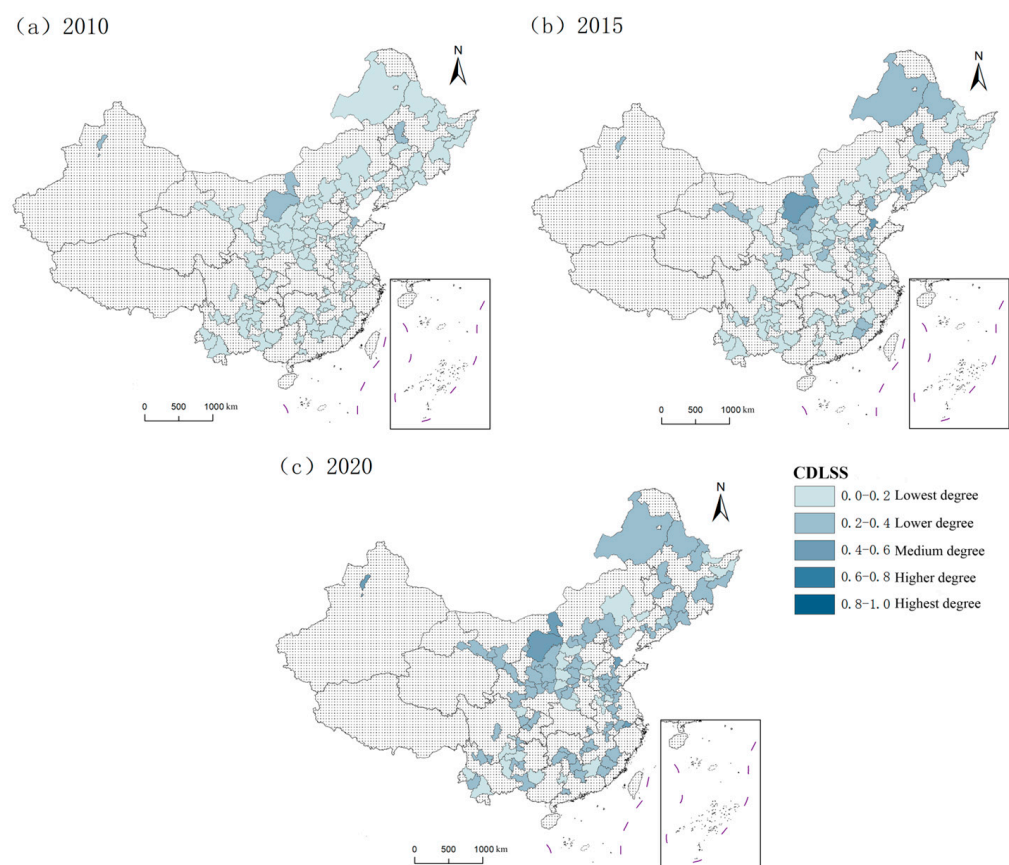 (a) 2010
N
0 500 1000 km
(b) 2015
N
0 500 1000 km
(c) 2020
N
0 500 1000 km
CDLSS
0.0-0.2 Lowest degree
0.2-0.4 Lower degree
0.4-0.6 Medium degree
0.6-0.8 Higher degree
0.8-1.0 Highest degree